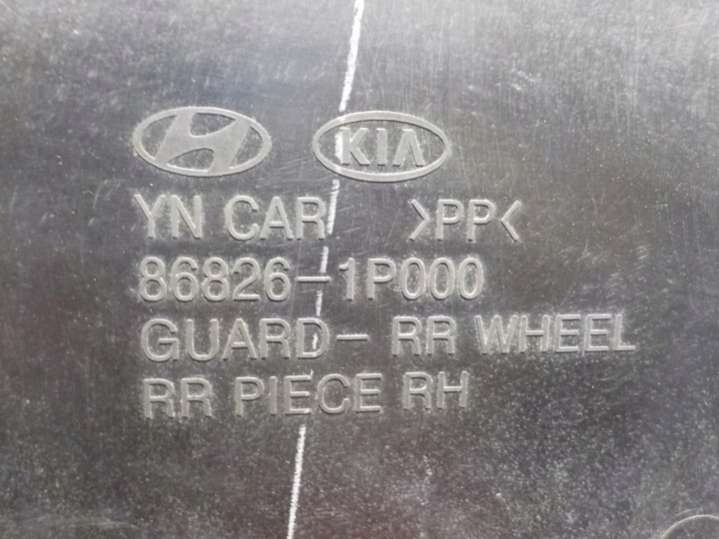 KIA
YN CAR >PP<
86826-1P000
GUARD- RR WHEEL
RR PIECE RH